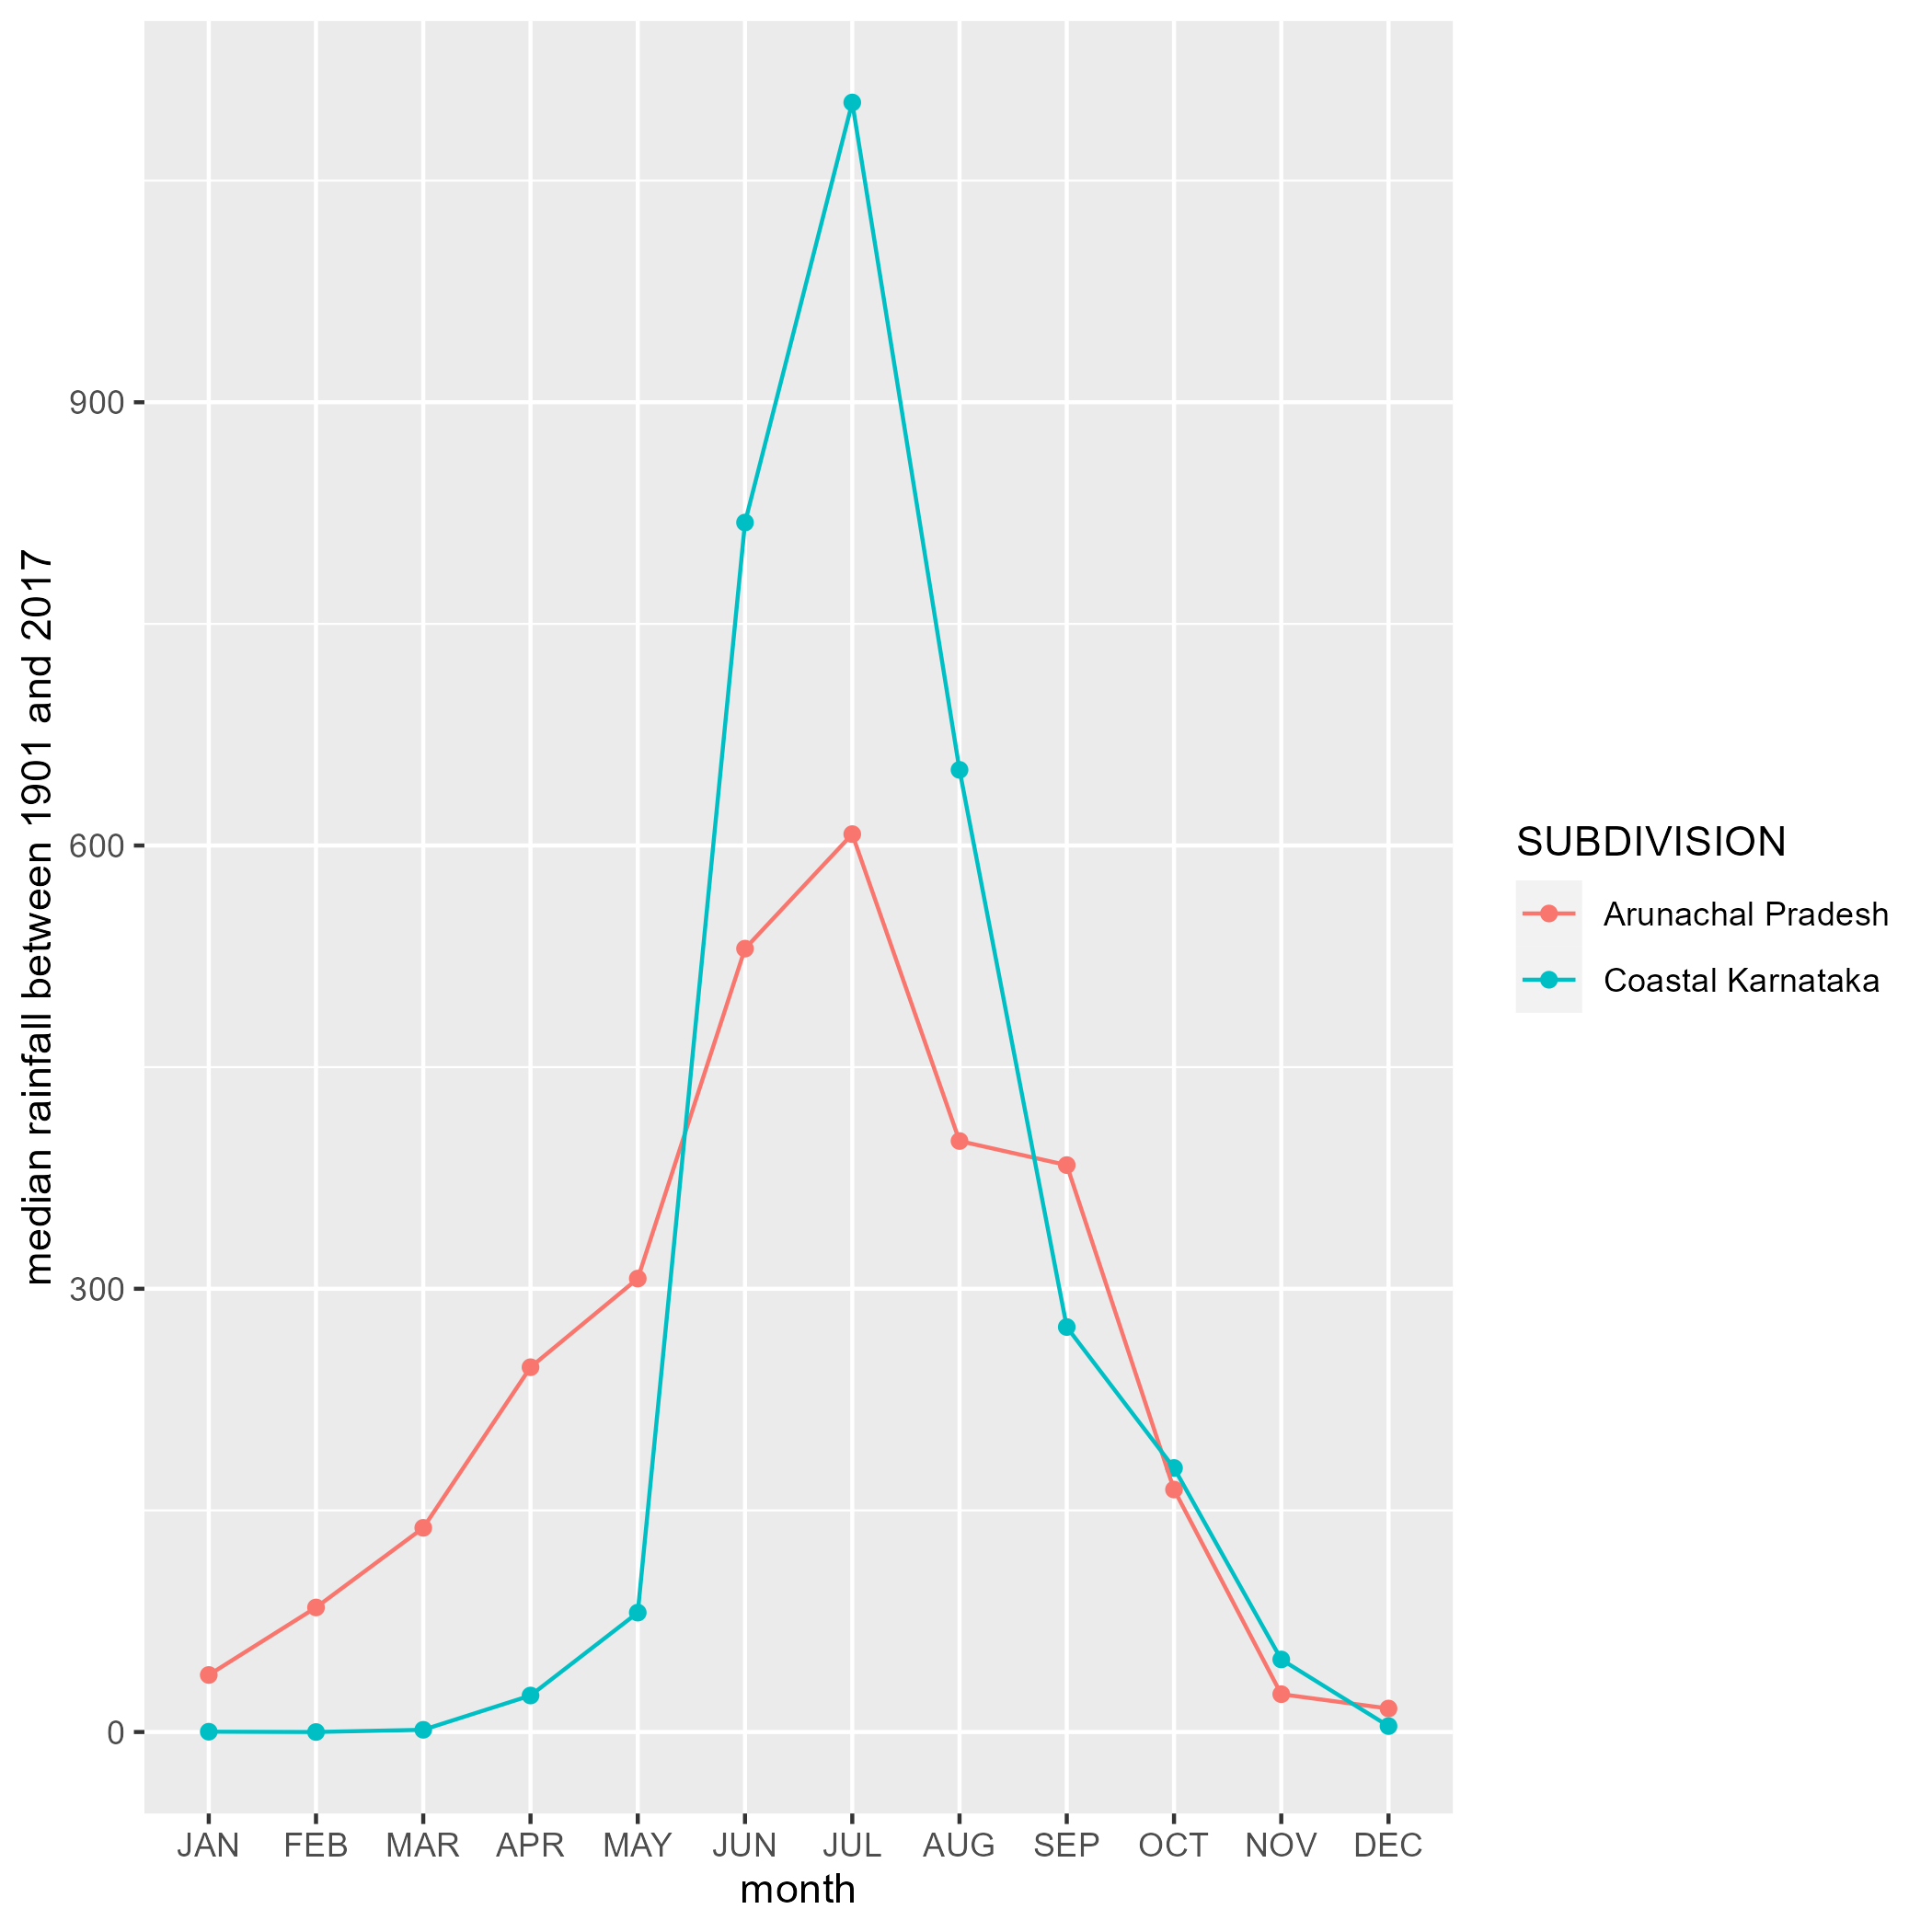 median rainfall between 1901 and 2017
900
600
300
0
JAN FEB MAR APR MAY JUN JUL AUG SEP OCT NOV DEC
month
SUBDIVISION
Arunachal Pradesh
Coastal Karnataka